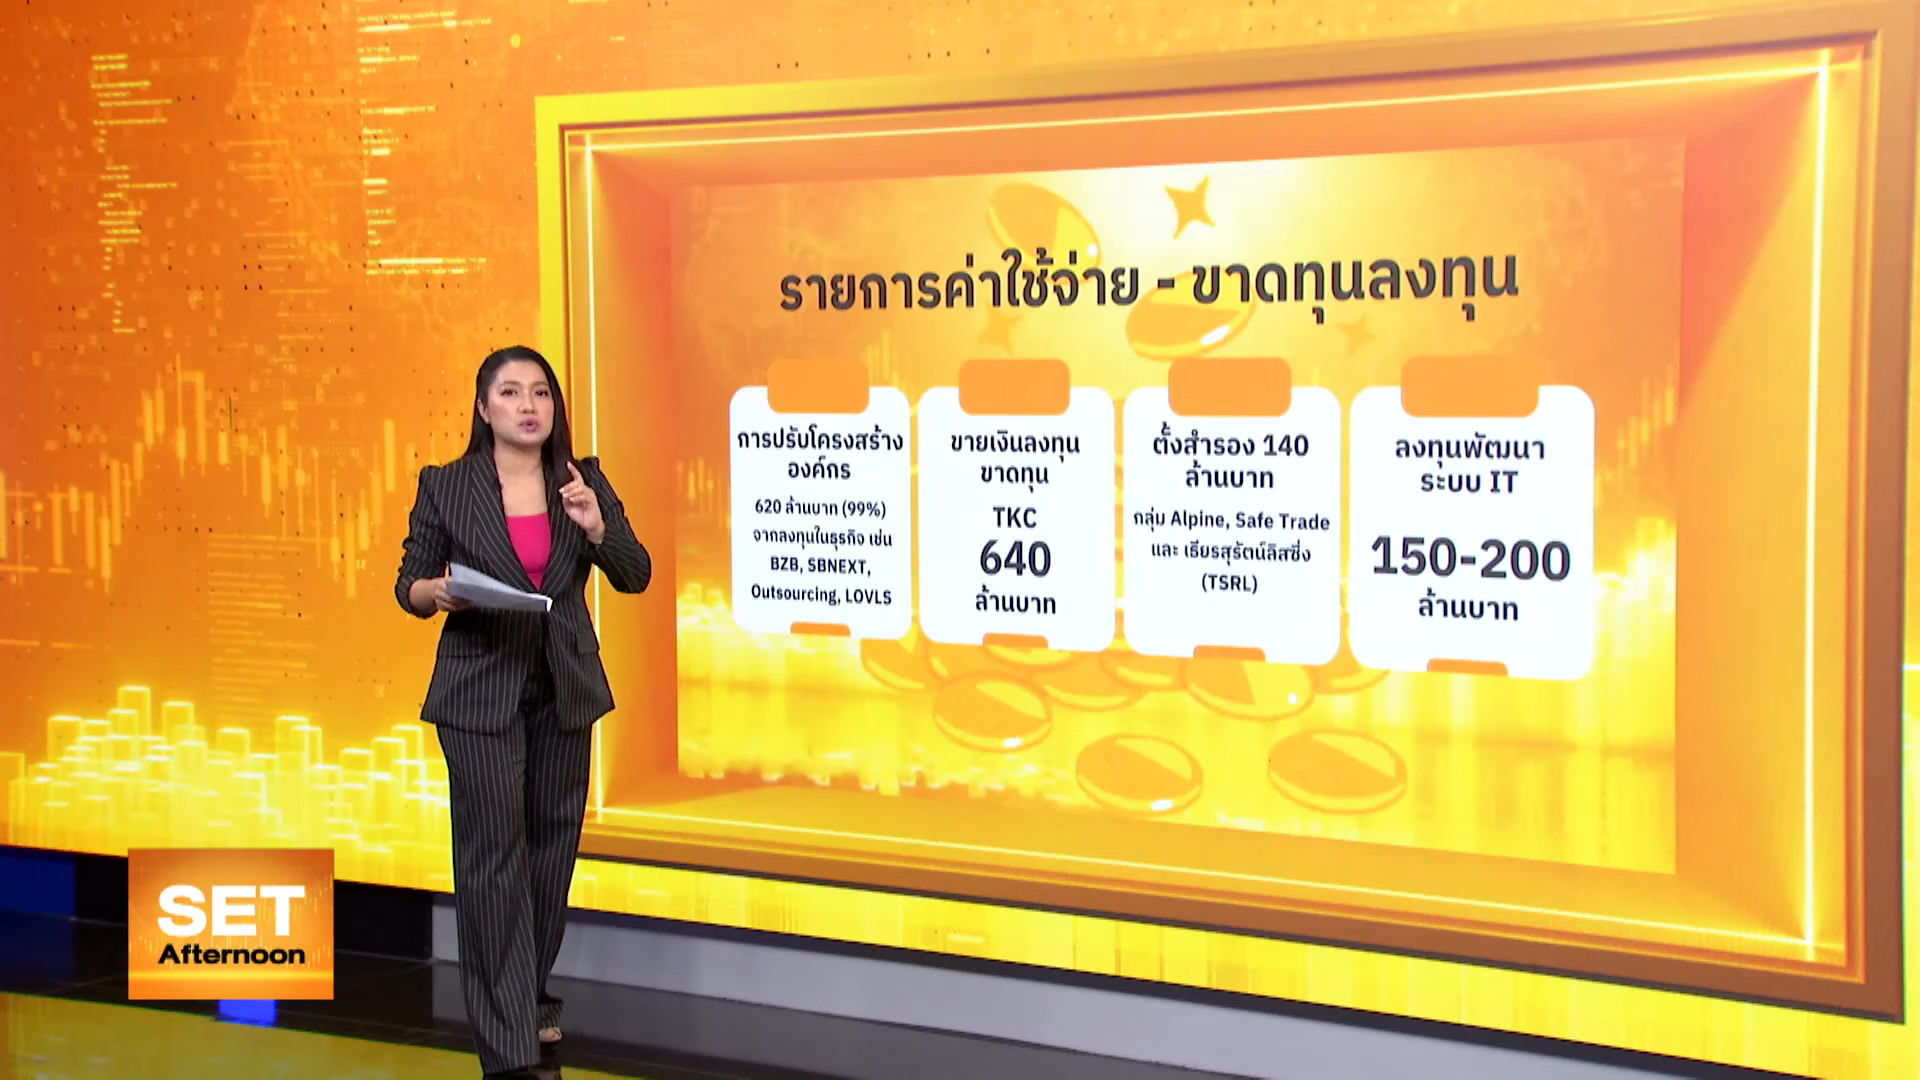 รายการค่าใช้จ่าย - ขาดทุนลงทุน
การปรับโครงสร้าง
องค์กร
620 ล้านบาท (99%)
จากลงทุนในธุรกิจ เช่น
BZB, SBNEXT,
Outsourcing, LOVLS
ขายเงินลงทุน
ขาดทุน
TKC
640
ล้านบาท
ตั้งสำรอง 140
ล้านบาท
กลุ่ม Alpine, Safe Trade
และ เธียรสุรัตน์ลิสซิ่ง
(TSRL)
ลงทุนพัฒนา
ระบบ IT
150-200
ล้านบาท
SET
Afternoon